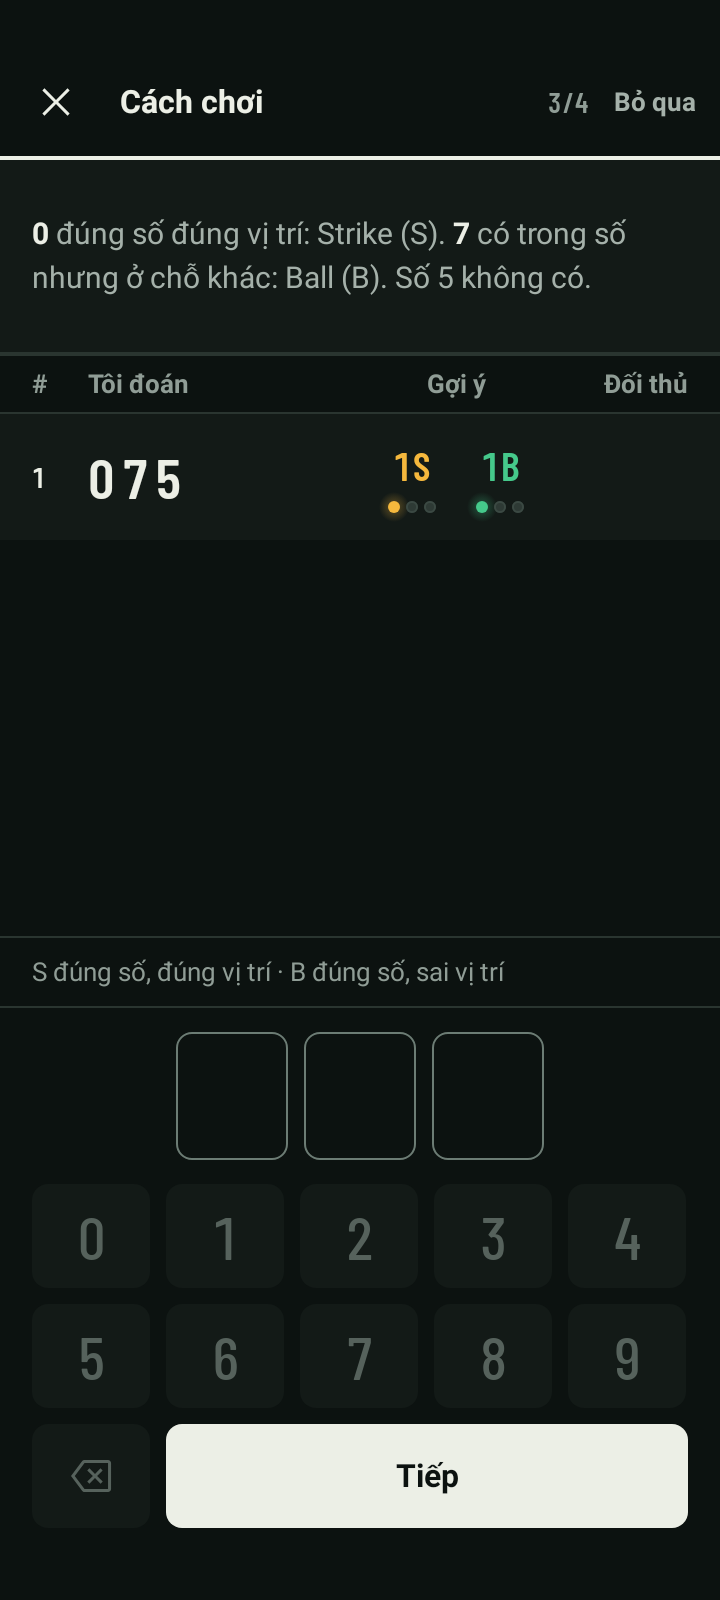 Cách chơi 3/4 Bỏ qua
0 đúng số đúng vị trí: Strike (S). 7 có trong số
nhưng ở chỗ khác: Ball (B). Số 5 không có.
# Tôi đoán Gợi ý Đối thủ
1 075 1S 1B
S đúng số, đúng vị trí · B đúng số, sai vị trí
0 1 2 3 4
5 6 7 8 9
Tiếp